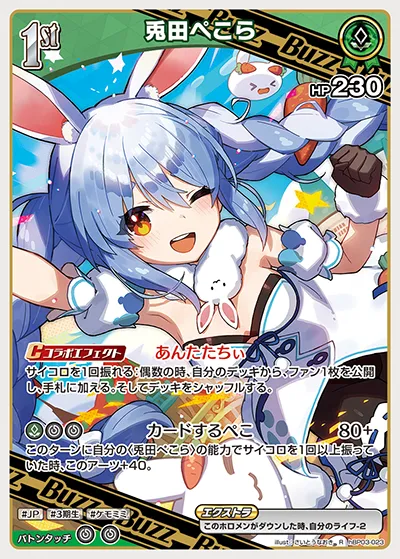 1st
兎田ぺこら
Buzz
HP 230
コラボエフェクト あんたたちぃ
サイコロを1回振れる:偶数の時、自分のデッキから、ファン1枚を公開
し、手札に加える。そしてデッキをシャッフルする。
カードするぺこ 80+
このターンに自分の〈兎田ぺこら〉の能力でサイコロを1回以上振って
いた時、このアーツ+40。
Buzz Buzz Buzz
#JP #3期生 #ケモミミ
エクストラ
このホロメンがダウンした時、自分のライフ-2
バトンタッチ
illust. さいとうなおき R hBP03-023